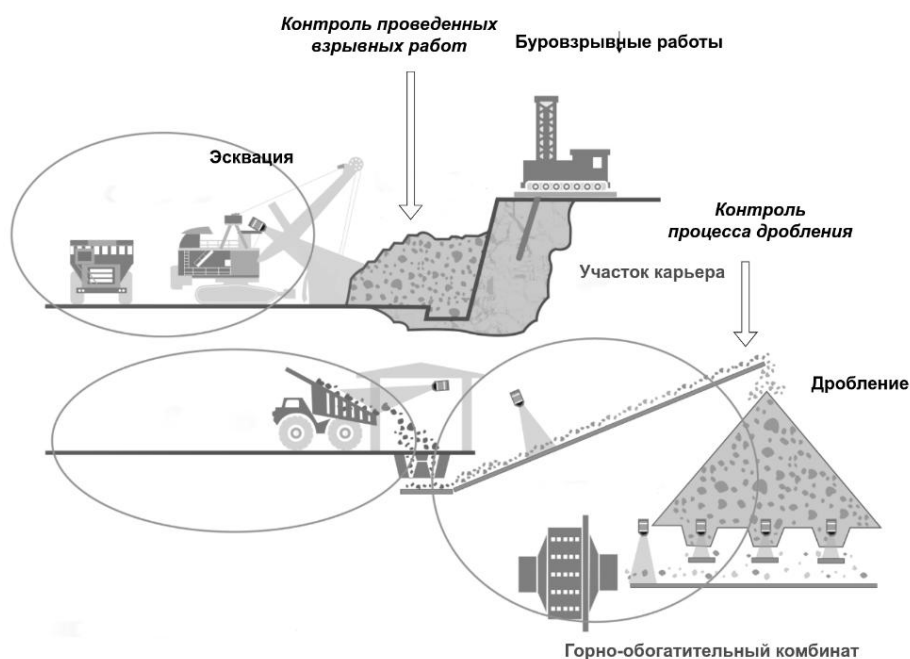 Контроль проведенных
взрывных работ
Буровзрывные работы
Эсквация
Контроль
процесса дробления
Участок карьера
Дробление
Горно-обогатительный комбинат